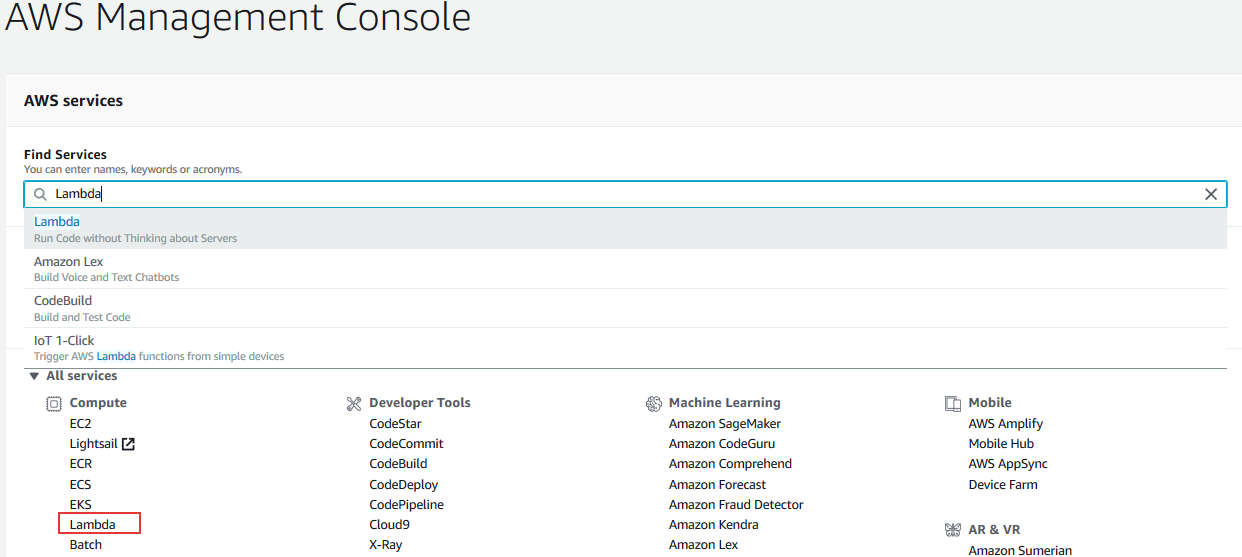 AWS Management Console
AWS services
Find Services
You can enter names, keywords or acronyms.
Lambda
Lambda
Run Code without Thinking about Servers
Amazon Lex
Build Voice and Text Chatbots
CodeBuild
Build and Test Code
IoT 1-Click
Trigger AWS Lambda functions from simple devices
All services
Compute
EC2
Lightsail
ECR
ECS
EKS
Lambda
Batch
Developer Tools
CodeStar
CodeCommit
CodeBuild
CodeDeploy
CodePipeline
Cloud9
X-Ray
Machine Learning
Amazon SageMaker
Amazon CodeGuru
Amazon Comprehend
Amazon Forecast
Amazon Fraud Detector
Amazon Kendra
Amazon Lex
Mobile
AWS Amplify
Mobile Hub
AWS AppSync
Device Farm
AR & VR
Amazon Sumerian